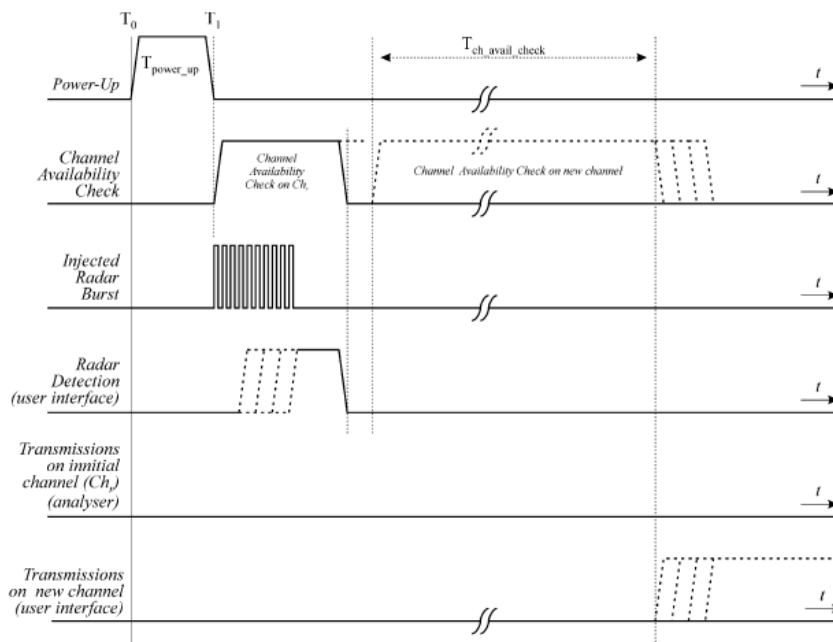 T0 T1
Tpower_up
Tch_avail_check
t
Power-Up
Channel
Availability
Check
Channel
Availability
Check on Chr
Channel Availability Check on new channel
t
Injected
Radar
Burst
t
Radar
Detection
(user interface)
t
Transmissions
on innitial
channel (Chr)
(analyser)
t
Transmissions
on new channel
(user interface)
t